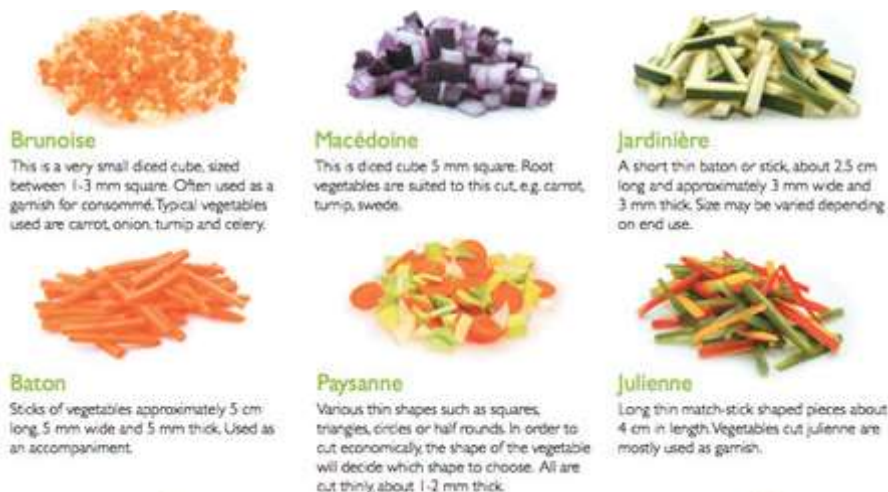 Brunoise
This is a very small diced cube, sized
between 1-3 mm square. Often used as a
garnish for consommé. Typical vegetables
used are carrot, onion, turnip and celery.
Macédoine
This is diced cube 5 mm square. Root
vegetables are suited to this cut, e.g. carrot,
turnip, swede.
Jardinière
A short thin baton or stick, about 2.5 cm
long and approximately 3 mm wide and
3 mm thick. Size may be varied depending
on end use.
Baton
Sticks of vegetables approximately 5 cm
long, 5 mm wide and 5 mm thick. Used as
an accompaniment.
Paysanne
Various thin shapes such as squares,
triangles, circles or half rounds. In order to
cut economically, the shape of the vegetable
will decide which shape to choose. All are
cut thinly, about 1-2 mm thick.
Julienne
Long thin match-stick shaped pieces about
4 cm in length. Vegetables cut julienne are
mostly used as garnish.